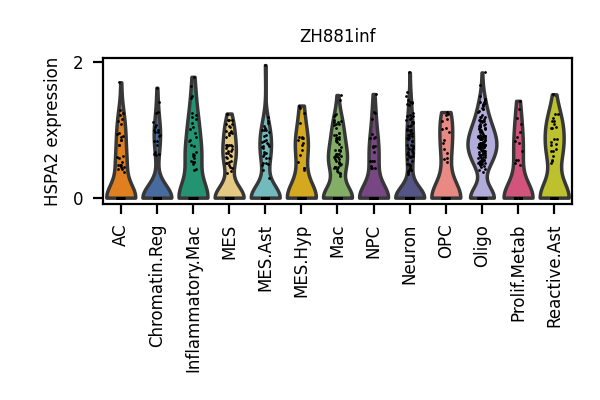 ZH881inf
HSPA2 expression
2
0
AC
Chromatin.Reg
Inflammatory.Mac
MES
MES.Ast
MES.Hyp
Mac
NPC
Neuron
OPC
Oligo
Prolif.Metab
Reactive.Ast